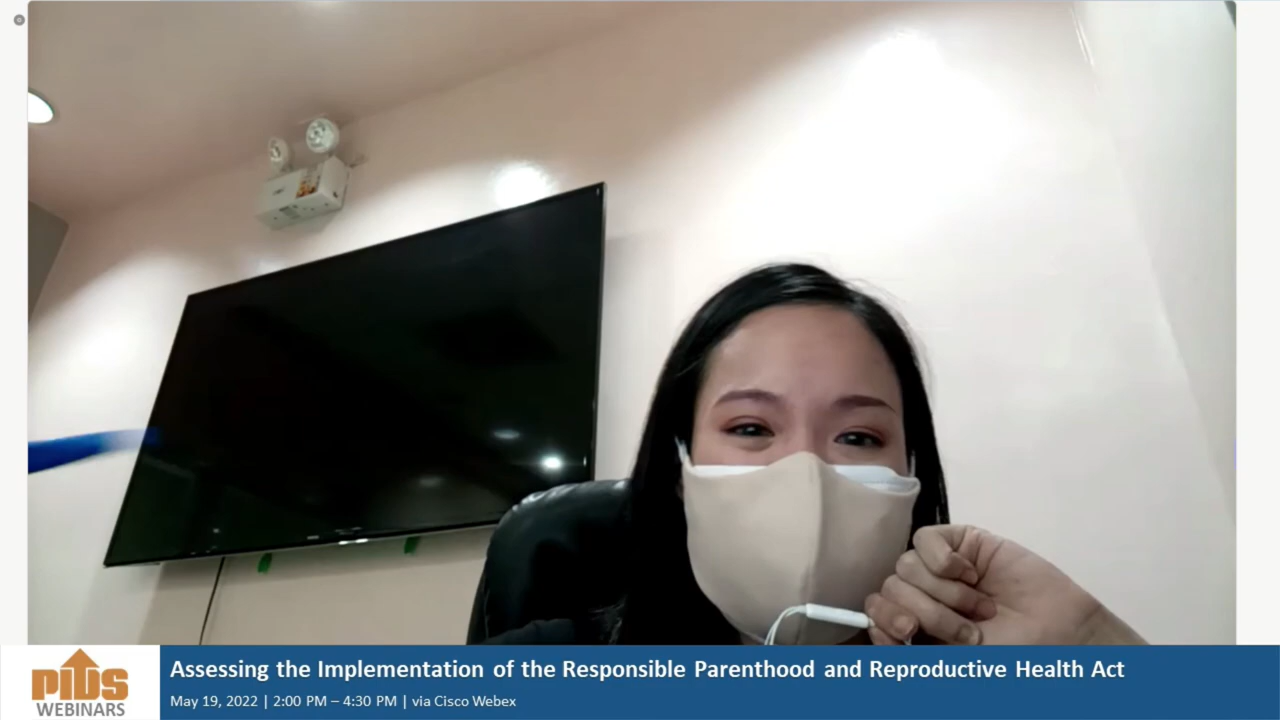 Assessing the Implementation of the Responsible Parenthood and Reproductive Health Act
May 19, 2022 | 2:00 PM – 4:30 PM | via Cisco Webex
PIDS
WEBINARS